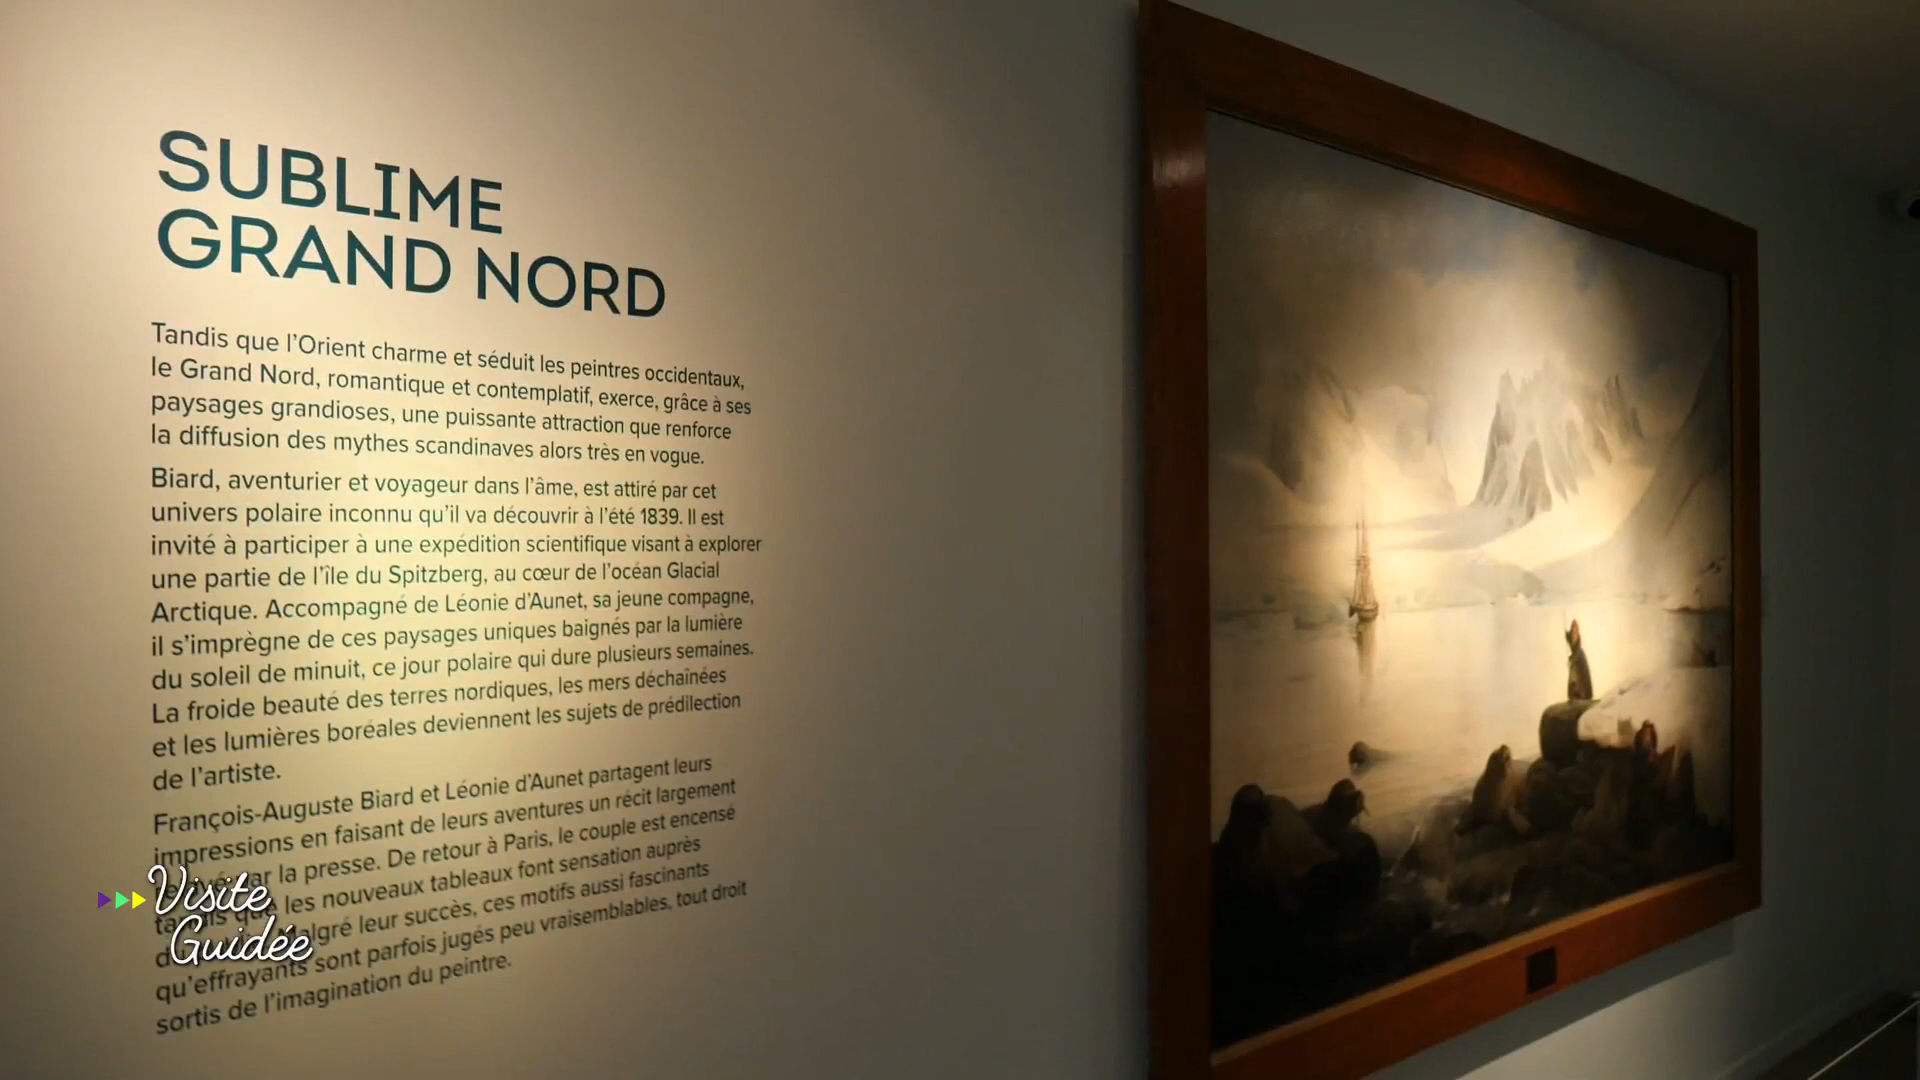 SUBLIME
GRAND NORD
Tandis que l'Orient charme et séduit les peintres occidentaux,
le Grand Nord, romantique et contemplatif, exerce, grâce à ses
paysages grandioses, une puissante attraction que renforce
la diffusion des mythes scandinaves alors très en vogue.
Biard, aventurier et voyageur dans l'âme, est attiré par cet
univers polaire inconnu qu'il va découvrir à l'été 1839. Il est
invité à participer à une expédition scientifique visant à explorer
une partie de l'île du Spitzberg, au cœur de l'océan Glacial
Arctique. Accompagné de Léonie d'Aunet, sa jeune compagne,
il s'imprègne de ces paysages uniques baignés par la lumière
du soleil de minuit, ce jour polaire qui dure plusieurs semaines.
La froide beauté des terres nordiques, les mers déchaînées
et les lumières boréales deviennent les sujets de prédilection
de l'artiste.
François-Auguste Biard et Léonie d'Aunet partagent leurs
impressions en faisant de leurs aventures un récit largement
par la presse. De retour à Paris, le couple est encensé
tandis que les nouveaux tableaux font sensation auprès
Malgré leur succès, ces motifs aussi fascinants
qu'effrayants sont parfois jugés peu vraisemblables, tout droit
sortis de l'imagination du peintre.
Visite
Guidée